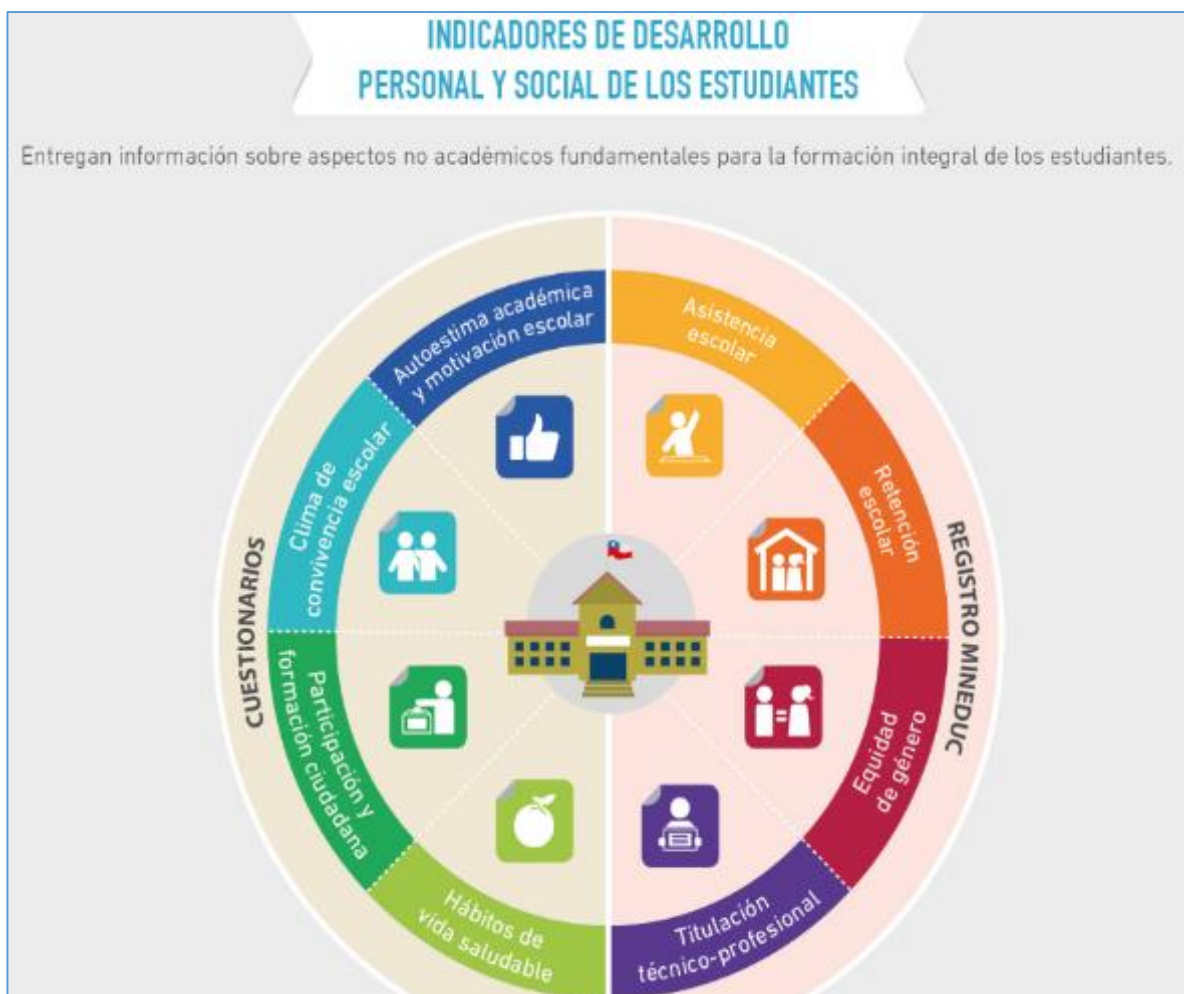 INDICADORES DE DESARROLLO
PERSONAL Y SOCIAL DE LOS ESTUDIANTES
Entregan información sobre aspectos no académicos fundamentales para la formación integral de los estudiantes.
Autoestima académica
y motivación escolar
Asistencia
escolar
Clima de
convivencia escolar
Retención
escolar
CUESTIONARIOS
REGISTRO MINEDUC
Participación y
formación ciudadana
Equidad
de género
Hábitos de
vida saludable
Titulación
técnico-profesional